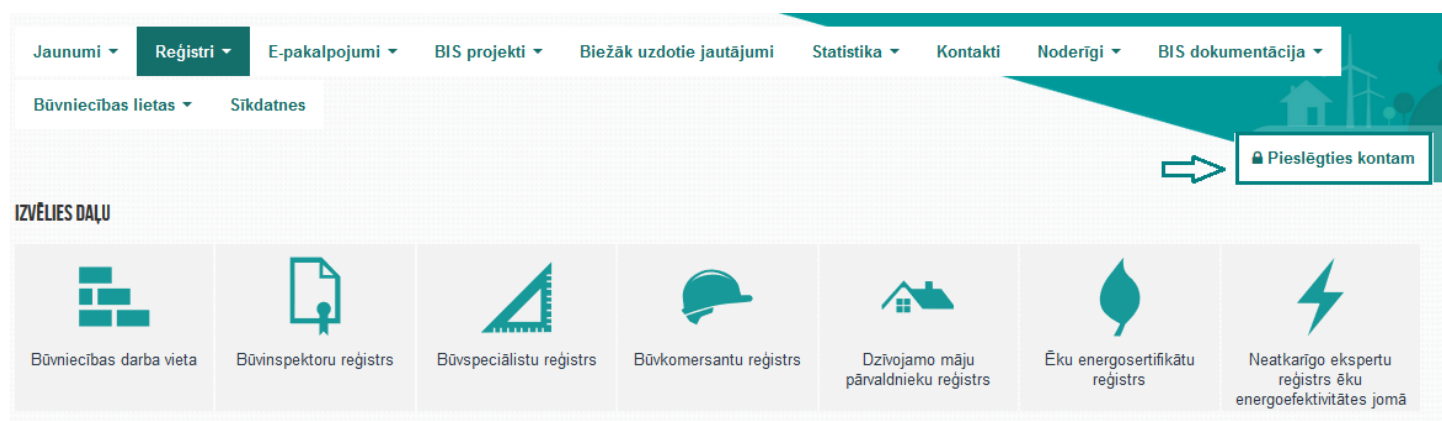 Jaunumi Reģistri E-pakalpojumi BIS projekti Biežāk uzdotie jautājumi Statistika Kontakti Noderīgi BIS dokumentācija
Būvniecības lietas Sīkdatnes
Pieslēgties kontam
IZVĒLIES DAĻU
Būvniecības darba vieta
Būvinspektoru reģistrs
Būvspeciālistu reģistrs
Būvkomersantu reģistrs
Dzīvojamo māju
pārvaldnieku reģistrs
Ēku energosertifikātu
reģistrs
Neatkarīgo ekspertu
reģistrs ēku
energoefektivitātes jomā